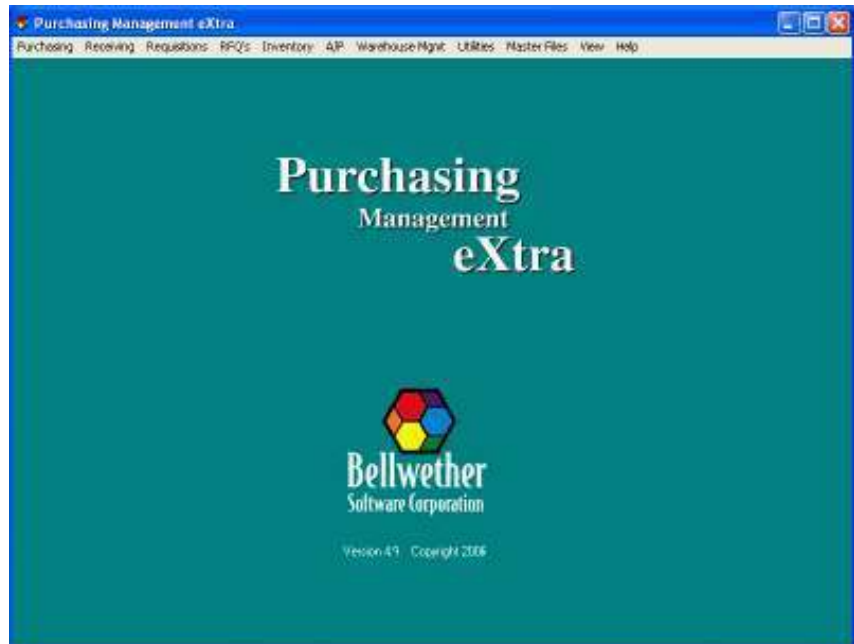 Purchasing Management eXtra
Purchasing Receiving Requisitions RFQ's Inventory A/P Warehouse Mgmt Utilities Master Files View Help
Purchasing
Management
eXtra
Bellwether
Software Corporation
Version 4.9 Copyright 2006